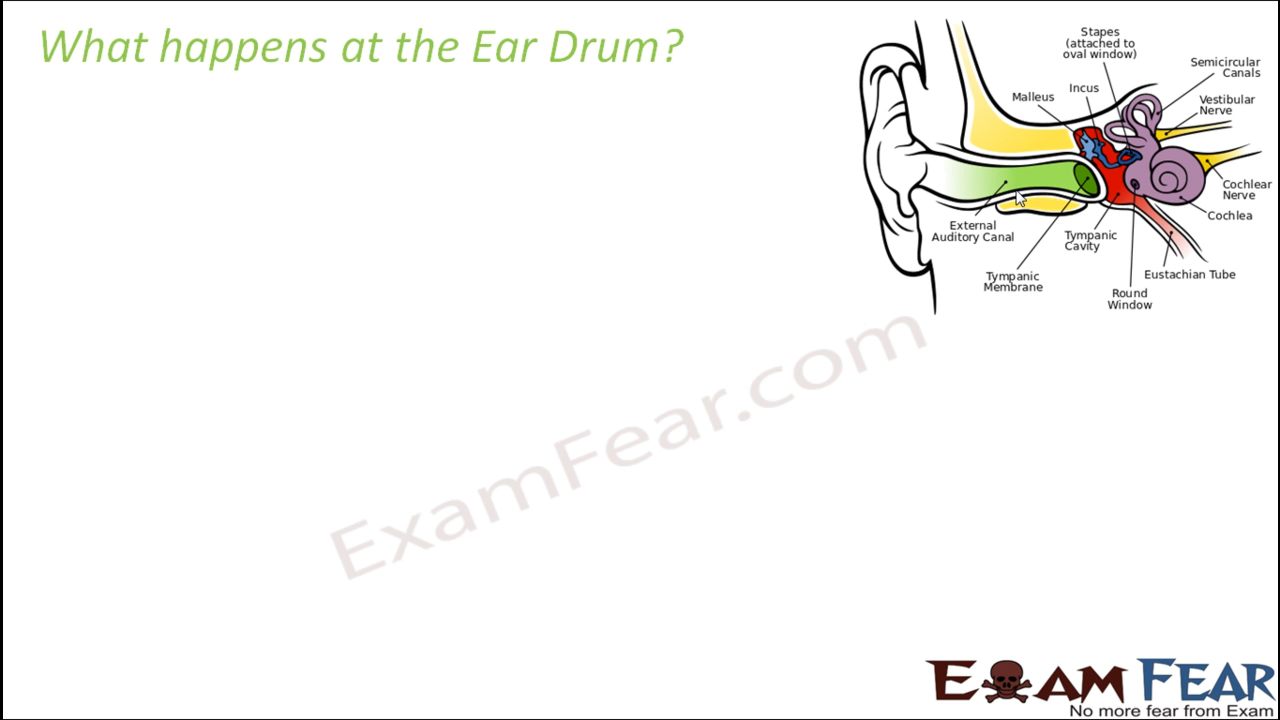 What happens at the Ear Drum?
Stapes
(attached to
oval window)
Semicircular
Canals
Incus
Malleus
Vestibular
Nerve
Cochlear
Nerve
Cochlea
External
Auditory Canal
Tympanic
Cavity
Tympanic
Membrane
Eustachian Tube
Round
Window
ExamFear.com
EXAM FEAR
No more fear from Exam